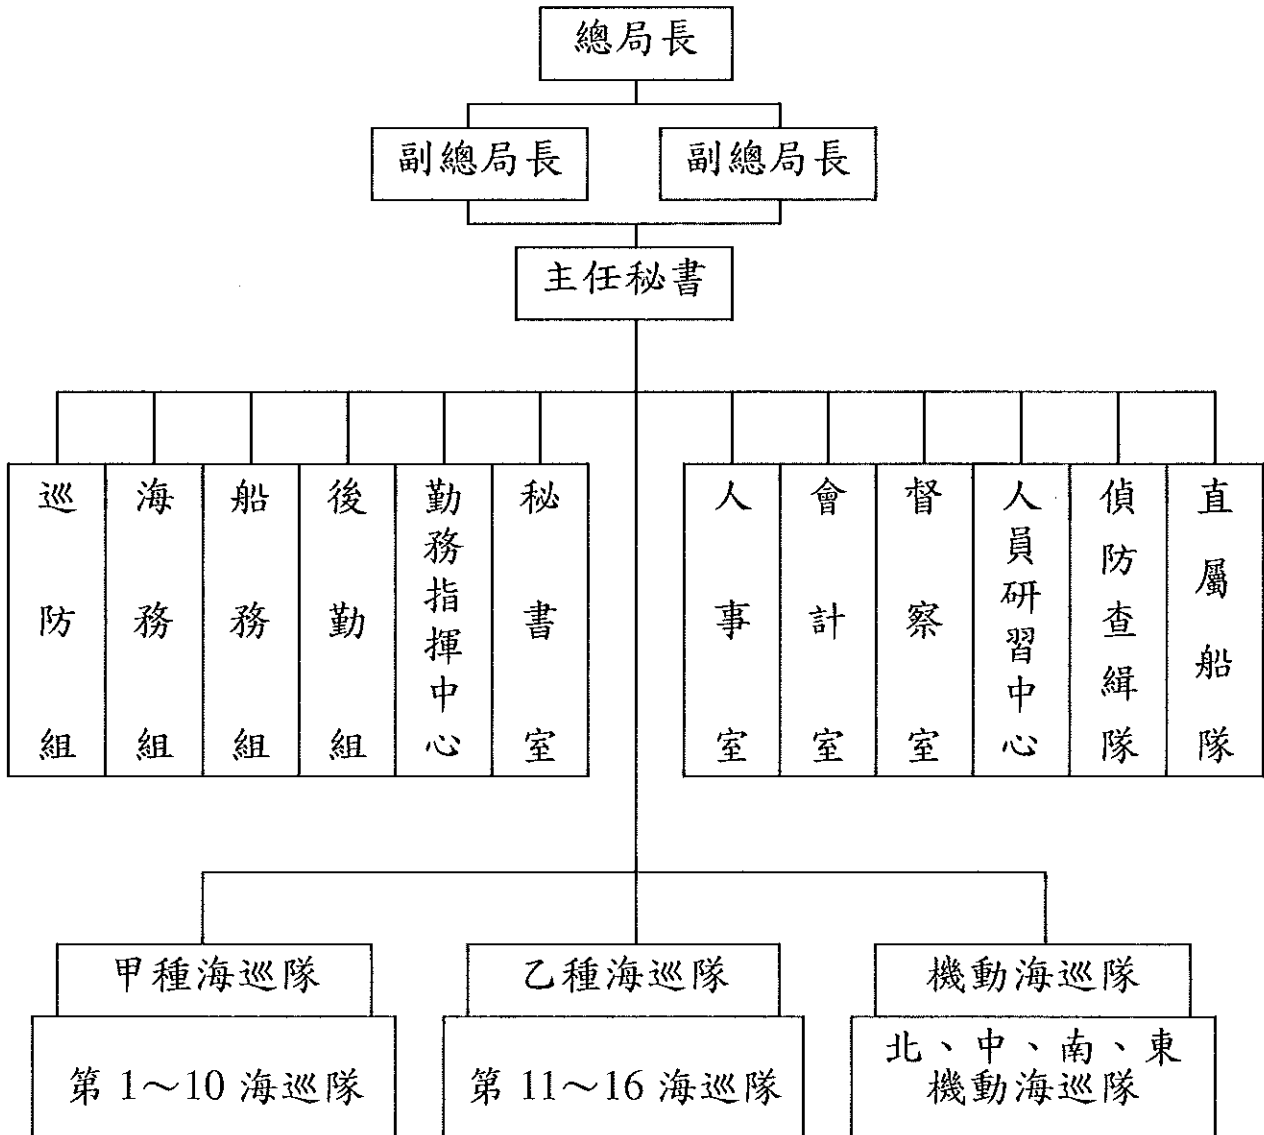 總局長
副總局長
副總局長
主任秘書
巡防組
海務組
船務組
後勤組
勤務指揮中心
秘書室
人事室
會計室
督察室
人員研習中心
偵防查緝隊
直屬船隊
甲種海巡隊
乙種海巡隊
機動海巡隊
第 1～10 海巡隊
第 11～16 海巡隊
北、中、南、東
機動海巡隊